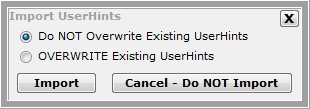 Import UserHints
X
Do NOT Overwrite Existing UserHints
OVERWRITE Existing UserHints
Import
Cancel - Do NOT Import